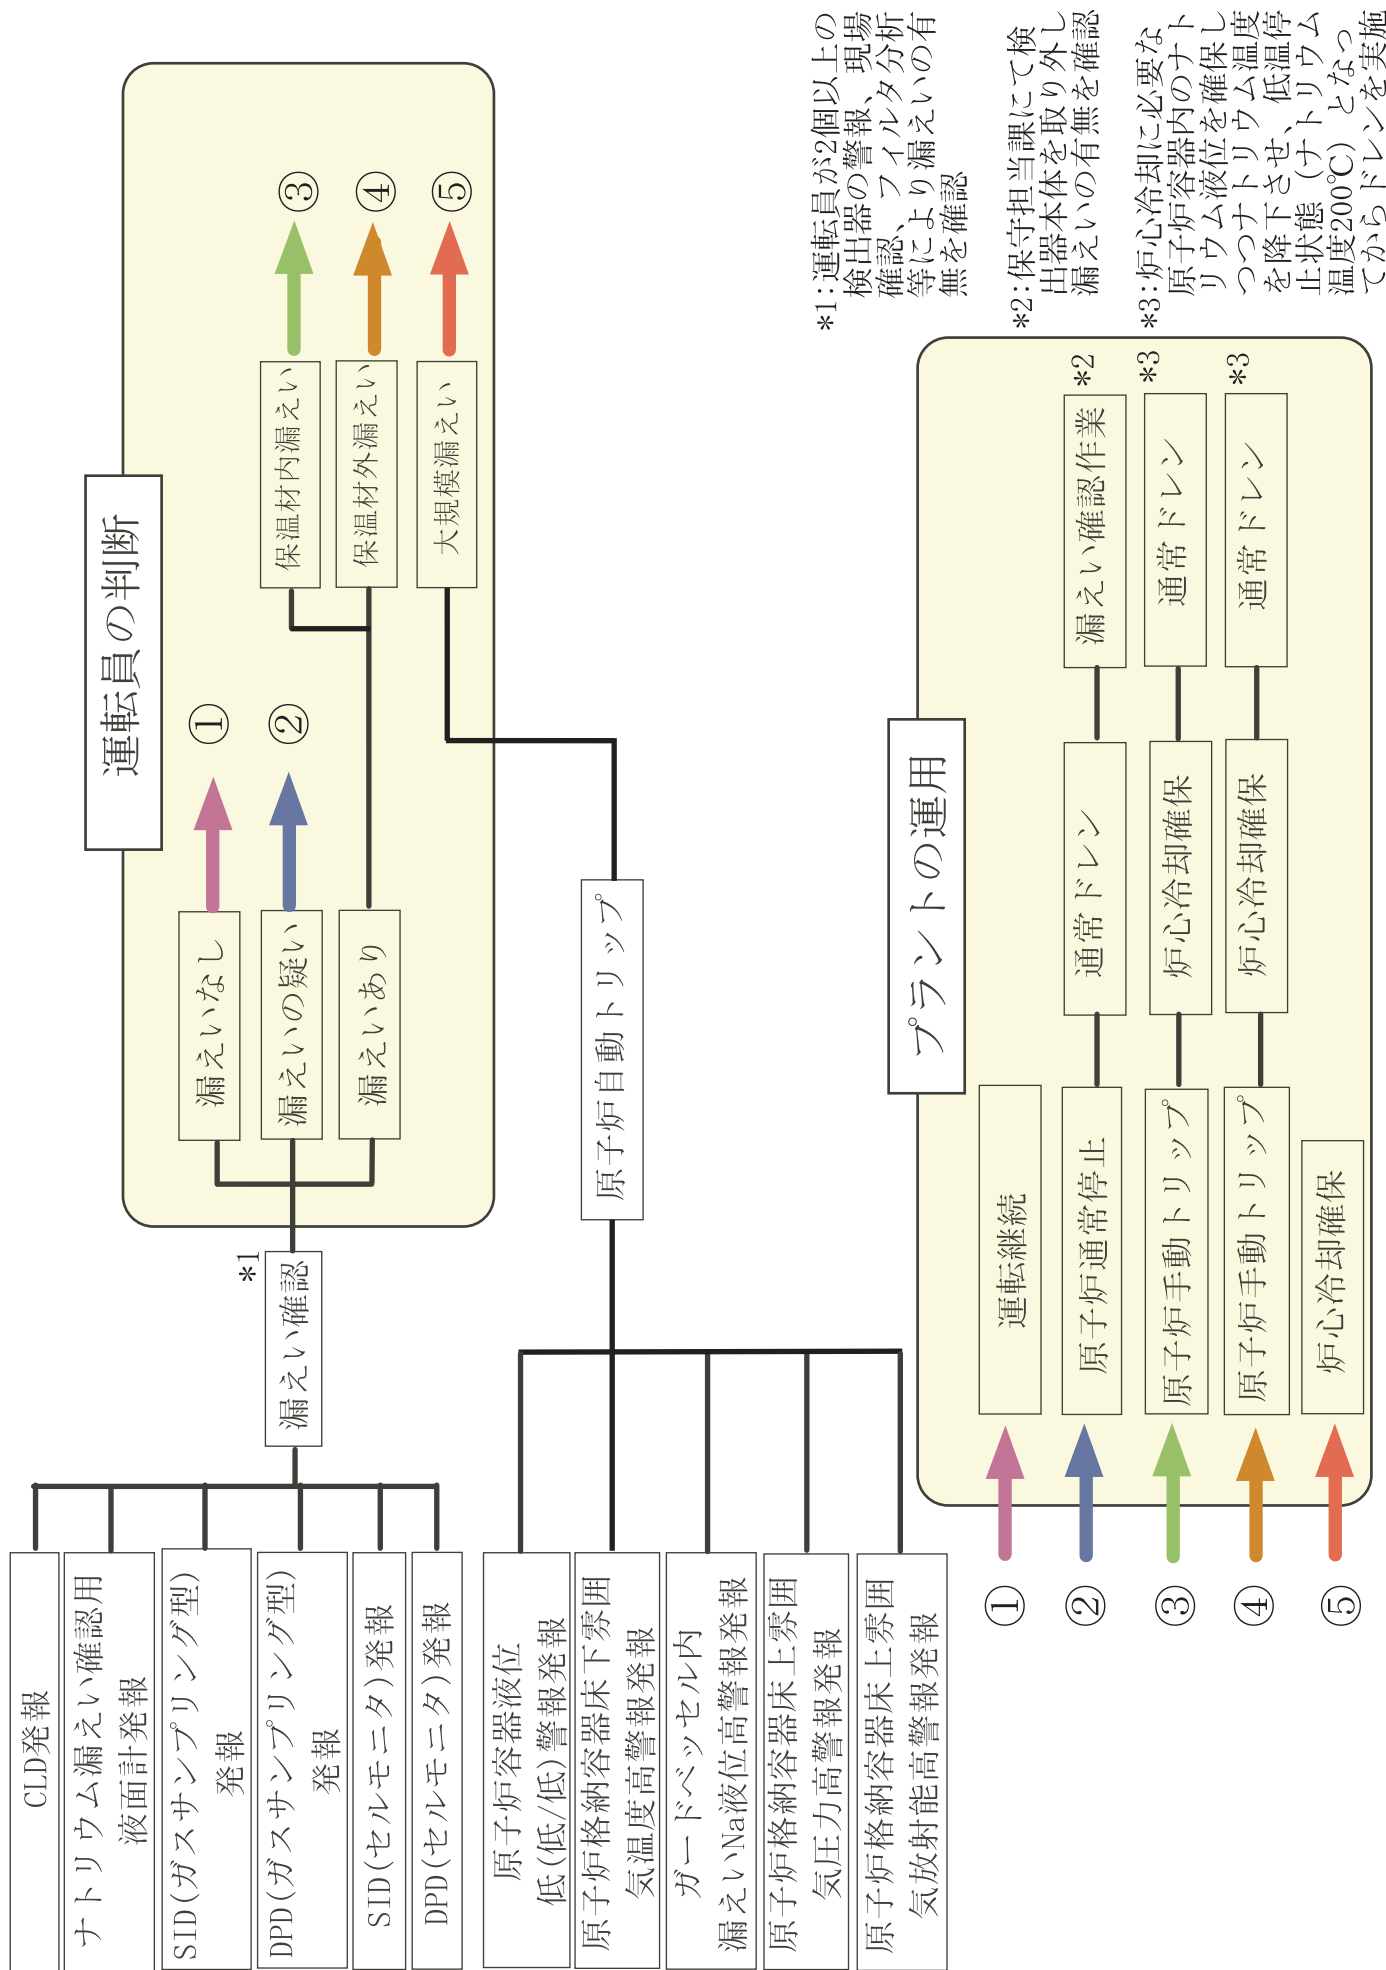 CLD発報
ナトリウム漏えい確認用
液面計発報
SID(ガスサンプリング型)
発報
DPD(ガスサンプリング型)
発報
SID(セルモニタ)発報
DPD(セルモニタ)発報
原子炉容器液位
低(低/低)警報発報
原子炉格納容器床下雰囲
気温度高警報発報
ガードベッセル内
漏えいNa液位高警報発報
原子炉格納容器床上雰囲
気圧力高警報発報
原子炉格納容器床上雰囲
気放射能高警報発報
*1
漏えい確認
原子炉自動トリップ
運転員の判断
漏えいなし
①
漏えいの疑い
②
漏えいあり
保温材内漏えい
③
保温材外漏えい
④
大規模漏えい
⑤
プラントの運用
①
運転継続
②
原子炉通常停止
通常ドレン
漏えい確認作業
*2
③
原子炉手動トリップ
炉心冷却確保
通常ドレン
*3
④
原子炉手動トリップ
炉心冷却確保
通常ドレン
*3
⑤
炉心冷却確保
*1:運転員が2個以上の
検出器の警報、現場
確認、フィルタ分析
等により漏えいの有
無を確認
*2:保守担当課にて検
出器本体を取り外し
漏えいの有無を確認
*3:炉心冷却に必要な
原子炉容器内のナト
リウム液位を確保し
つつナトリウム温度
を降下させ、低温停
止状態（ナトリウム
温度200℃）となっ
てからドレンを実施